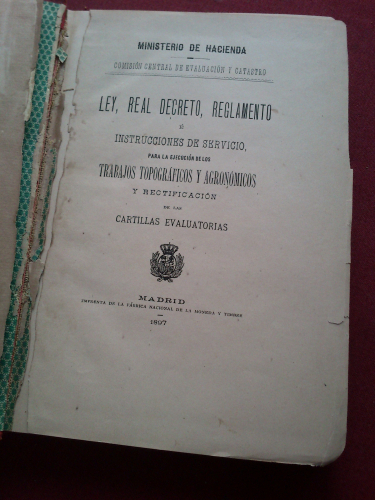 MINISTERIO DE HACIENDA
COMISIÓN CENTRAL DE EVALUACIÓN Y CATASTRO
LEY, REAL DECRETO, REGLAMENTO
É
INSTRUCCIONES DE SERVICIO,
PARA LA EJECUCIÓN DE LOS
TRABAJOS TOPOGRÁFICOS Y AGRONÓMICOS
Y RECTIFICACIÓN
DE LAS
CARTILLAS EVALUATORIAS
MADRID
IMPRENTA DE LA FÁBRICA NACIONAL DE LA MONEDA Y TIMBRE
1897